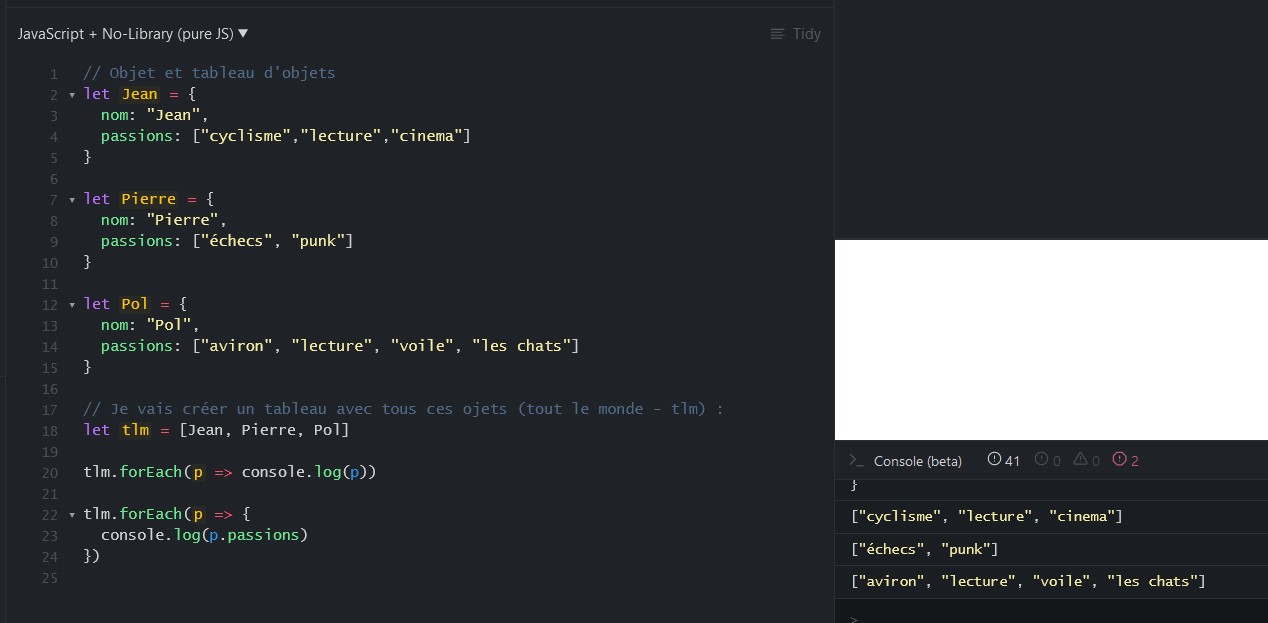 JavaScript + No-Library (pure JS) ▼
Tidy
1 // Objet et tableau d'objets
2 let Jean = {
3   nom: "Jean",
4   passions: ["cyclisme","lecture","cinema"]
5 }
6
7 let Pierre = {
8   nom: "Pierre",
9   passions: ["échecs", "punk"]
10 }
11
12 let Pol = {
13   nom: "Pol",
14   passions: ["aviron", "lecture", "voile", "les chats"]
15 }
16
17 // Je vais créer un tableau avec tous ces ojets (tout le monde - tlm) :
18 let tlm = [Jean, Pierre, Pol]
19
20 tlm.forEach(p => console.log(p))
21
22 tlm.forEach(p => {
23   console.log(p.passions)
24 })
25
>_ Console (beta) 41 0 0 2
}
["cyclisme", "lecture", "cinema"]
["échecs", "punk"]
["aviron", "lecture", "voile", "les chats"]
>